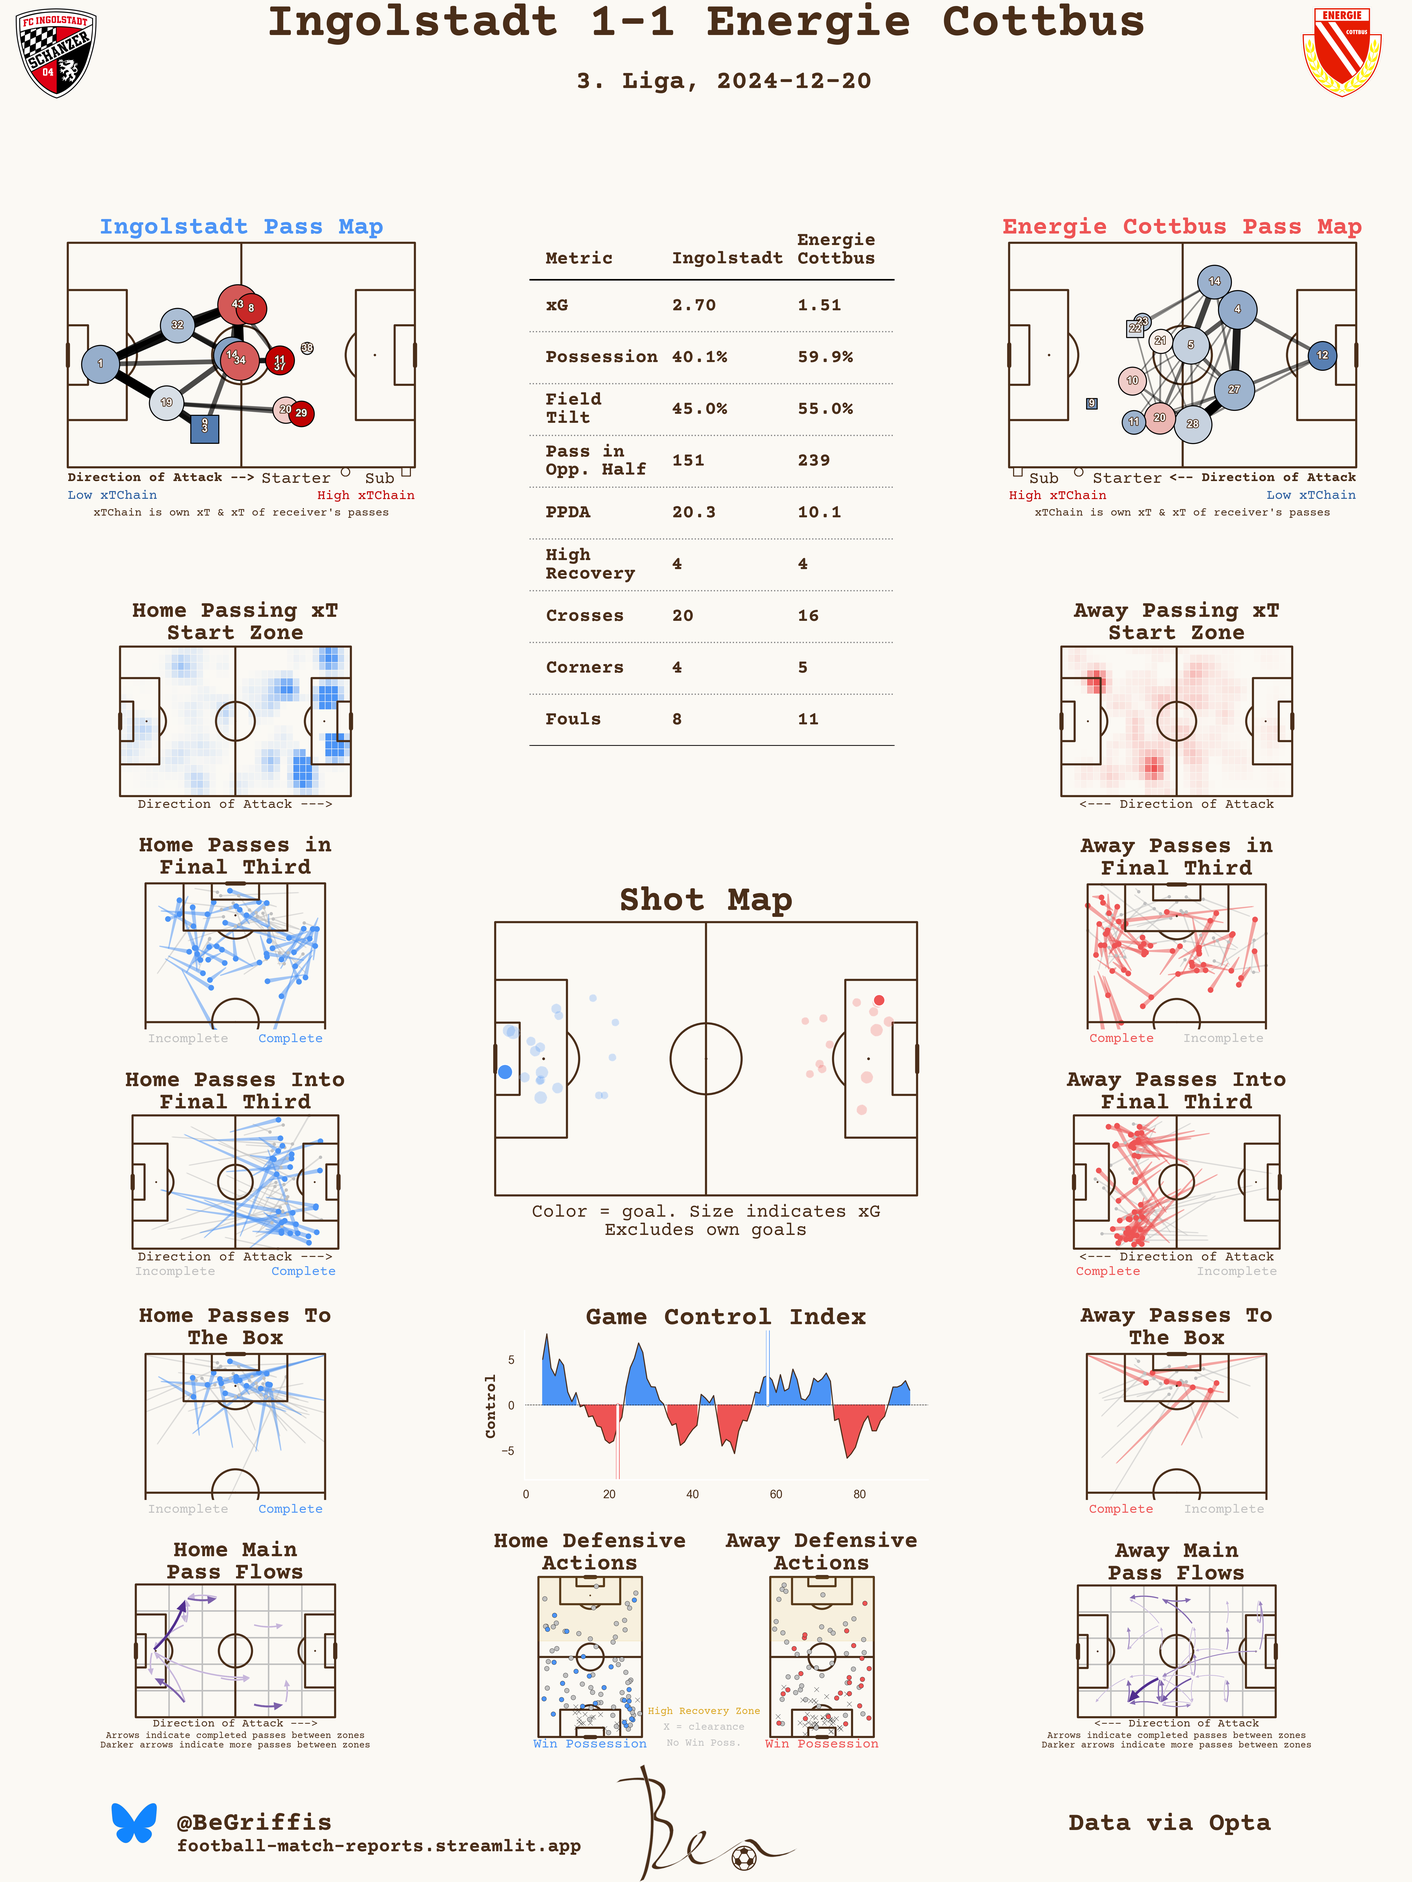 Ingolstadt 1-1 Energie Cottbus
3. Liga, 2024-12-20
FC INGOLSTADT
SCHANZER
04
ENERGIE
COTTBUS
Ingolstadt Pass Map
1
32
43
8
14
34
11
37
38
19
9
3
20
29
Direction of Attack --> Starter Sub
Low xTChain High xTChain
xTChain is own xT & xT of receiver's passes
Metric Ingolstadt Energie Cottbus
xG 2.70 1.51
Possession 40.1% 59.9%
Field Tilt 45.0% 55.0%
Pass in Opp. Half 151 239
PPDA 20.3 10.1
High Recovery 4 4
Crosses 20 16
Corners 4 5
Fouls 8 11
Energie Cottbus Pass Map
14
4
23
22
21
5
12
10
27
9
11
20
28
Sub Starter <-- Direction of Attack
High xTChain Low xTChain
xTChain is own xT & xT of receiver's passes
Home Passing xT
Start Zone
Direction of Attack --->
Away Passing xT
Start Zone
<--- Direction of Attack
Home Passes in
Final Third
Incomplete Complete
Away Passes in
Final Third
Complete Incomplete
Shot Map
Color = goal. Size indicates xG
Excludes own goals
Home Passes Into
Final Third
Direction of Attack --->
Incomplete Complete
Away Passes Into
Final Third
<--- Direction of Attack
Complete Incomplete
Home Passes To
The Box
Incomplete Complete
Game Control Index
Control
5
0
−5
0 20 40 60 80
Away Passes To
The Box
Complete Incomplete
Home Main
Pass Flows
Direction of Attack --->
Arrows indicate completed passes between zones
Darker arrows indicate more passes between zones
Home Defensive
Actions
Win Possession
High Recovery Zone
X = clearance
No Win Poss.
Away Defensive
Actions
Win Possession
Away Main
Pass Flows
<--- Direction of Attack
Arrows indicate completed passes between zones
Darker arrows indicate more passes between zones
@BeGriffis
football-match-reports.streamlit.app
Ben
Data via Opta